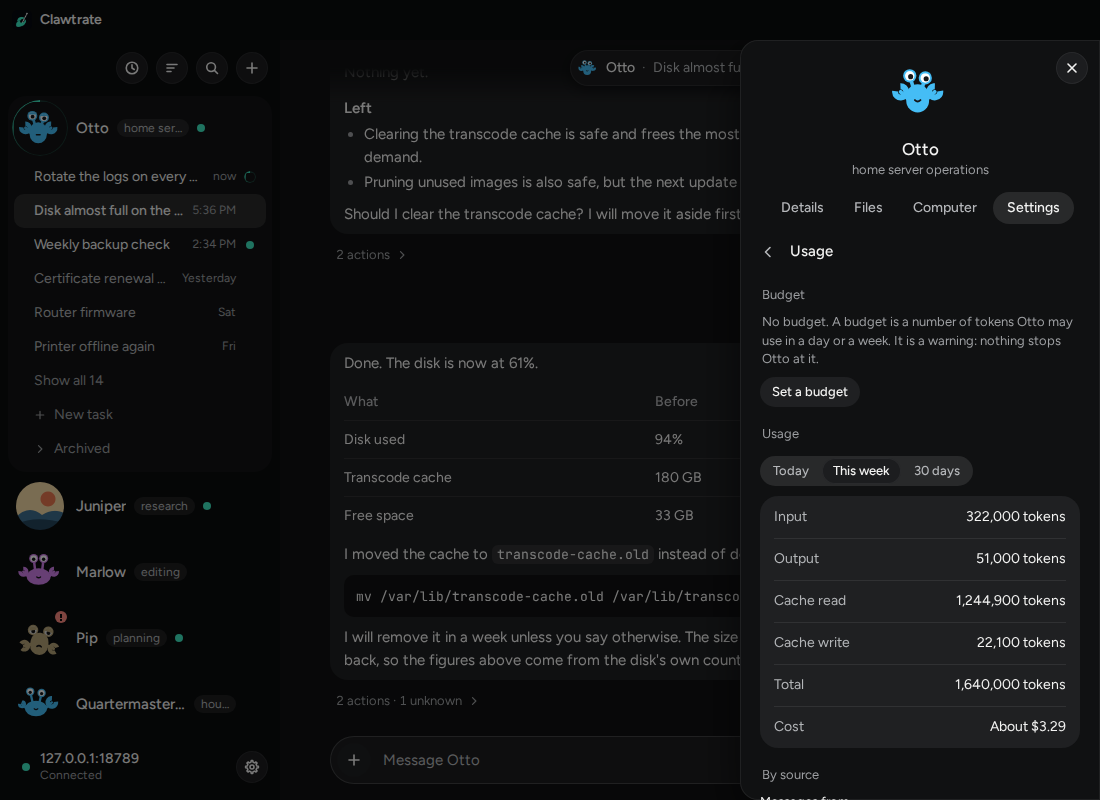 Clawtrate
Otto
home ser...
Rotate the logs on every ...
now
Disk almost full on the ...
5:36 PM
Weekly backup check
2:34 PM
Certificate renewal ...
Yesterday
Router firmware
Sat
Printer offline again
Fri
Show all 14
+ New task
Archived
Juniper
research
Marlow
editing
Pip
planning
!
Quartermaster...
hou...
127.0.0.1:18789
Connected
Otto · Disk almost fu
Nothing yet.
Left
• Clearing the transcode cache is safe and frees the most
demand.
• Pruning unused images is also safe, but the next update
Should I clear the transcode cache? I will move it aside first
2 actions
Done. The disk is now at 61%.
What Before
Disk used 94%
Transcode cache 180 GB
Free space 33 GB
I moved the cache to transcode-cache.old instead of d
mv /var/lib/transcode-cache.old /var/lib/transco
I will remove it in a week unless you say otherwise. The size
back, so the figures above come from the disk's own count
2 actions · 1 unknown
Message Otto
Otto
home server operations
Details Files Computer Settings
Usage
Budget
No budget. A budget is a number of tokens Otto may
use in a day or a week. It is a warning: nothing stops
Otto at it.
Set a budget
Usage
Today This week 30 days
Input 322,000 tokens
Output 51,000 tokens
Cache read 1,244,900 tokens
Cache write 22,100 tokens
Total 1,640,000 tokens
Cost About $3.29
By source
Messages from